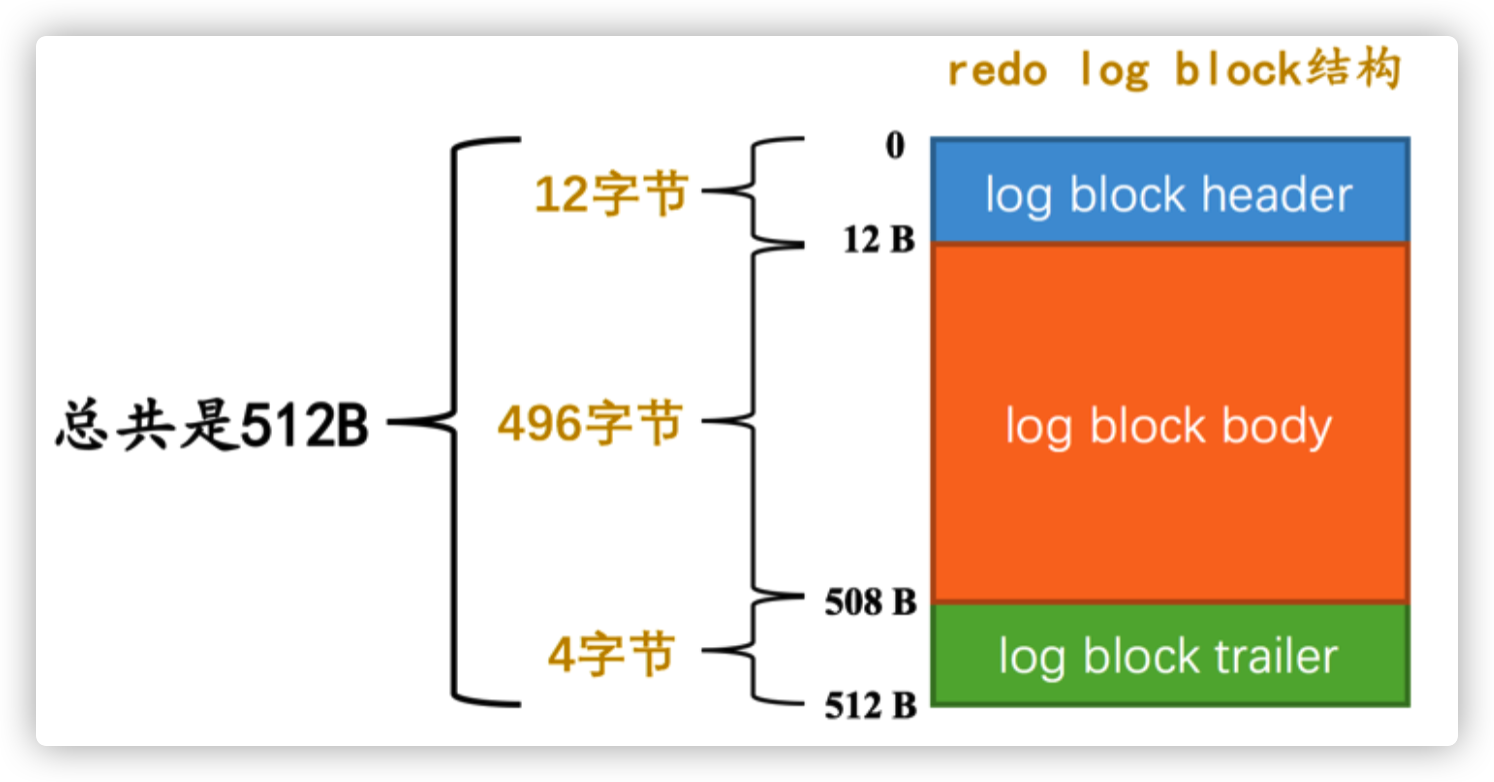 redo log block结构
0
12字节
log block header
12 B
总共是512B
496字节
log block body
508 B
4字节
log block trailer
512 B